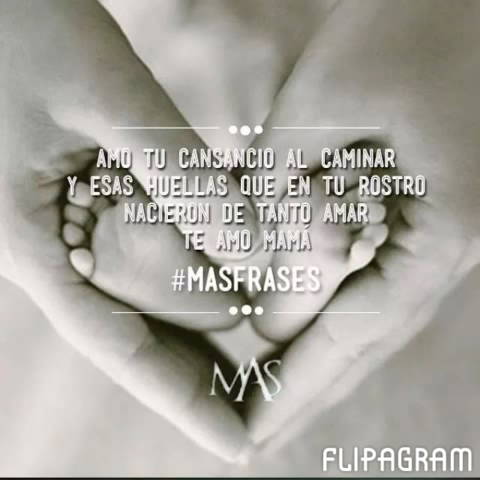 AMO TU CANSANCIO AL CAMINAR
Y ESAS HUELLAS QUE EN TU ROSTRO
NACIERON DE TANTO AMAR
TE AMO MAMÁ
#MASFRASES
MAS
FLIPAGRAM